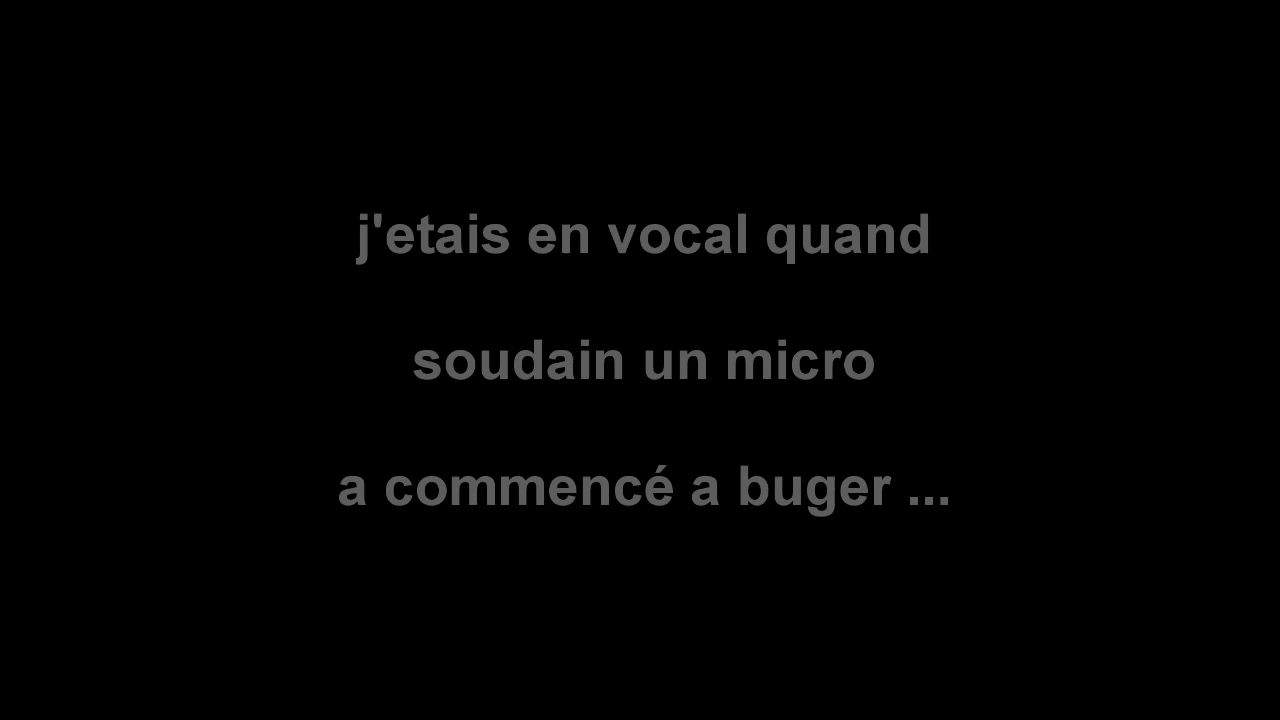 j'etais en vocal quand
soudain un micro
a commencé a buger ...